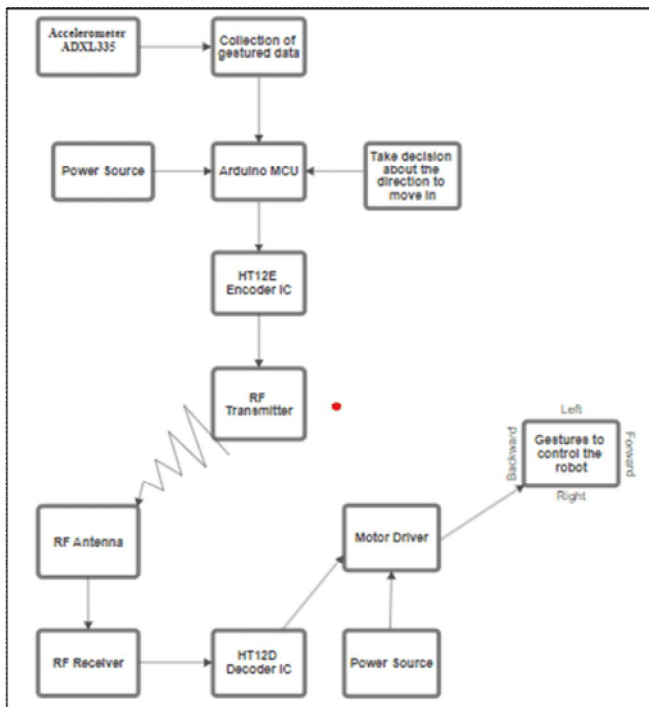 Accelerometer
ADXL335
Collection of
gestured data
Power Source
Arduino MCU
Take decision
about the
direction to
move in
HT12E
Encoder IC
RF
Transmitter
Left
Backward
Gestures to
control the
robot
Forward
Right
RF Antenna
Motor Driver
RF Receiver
HT12D
Decoder IC
Power Source